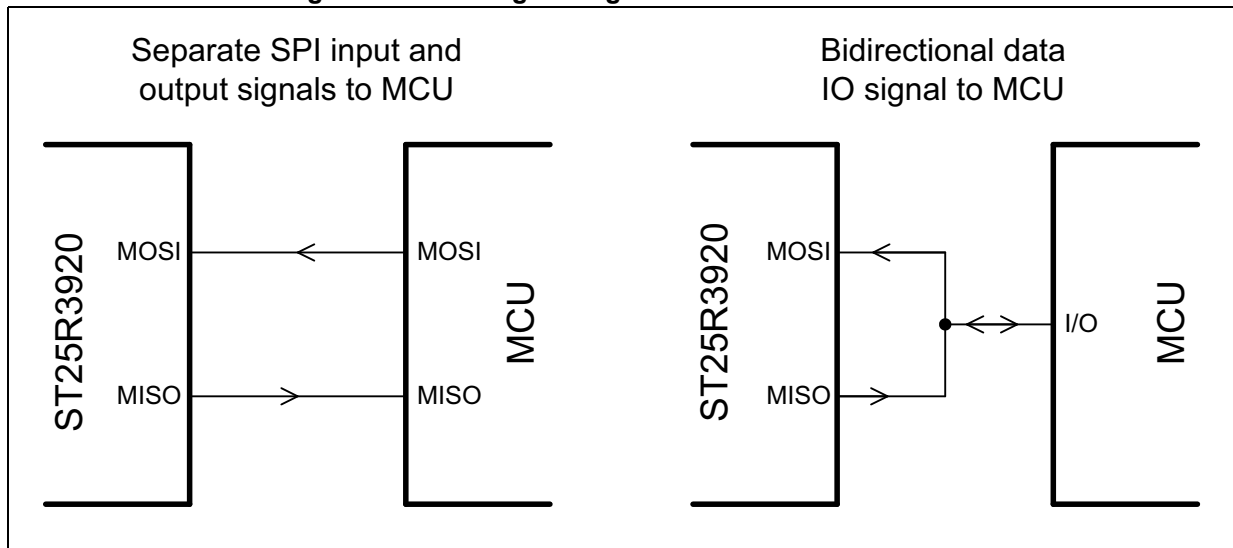 Separate SPI input and
output signals to MCU
ST25R3920
MOSI
MISO
MOSI
MISO
MCU
Bidirectional data
IO signal to MCU
ST25R3920
MOSI
MISO
I/O
MCU